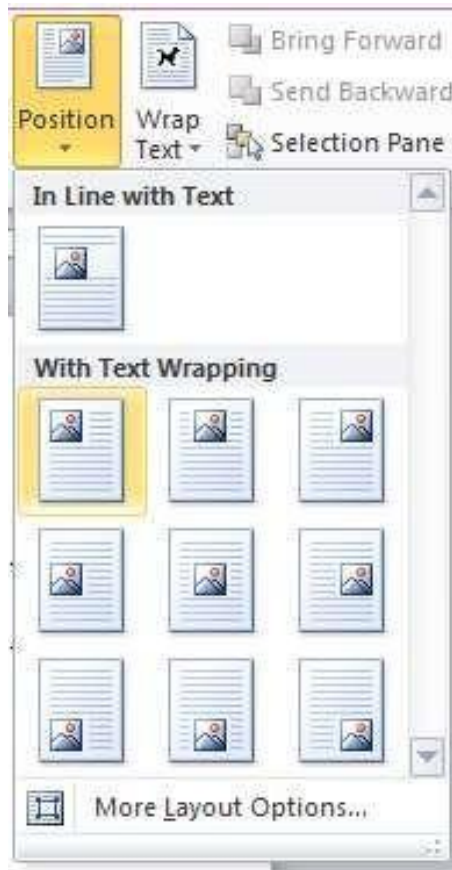 Bring Forward
Send Backward
Position
Wrap
Text
Selection Pane
In Line with Text
With Text Wrapping
More Layout Options...